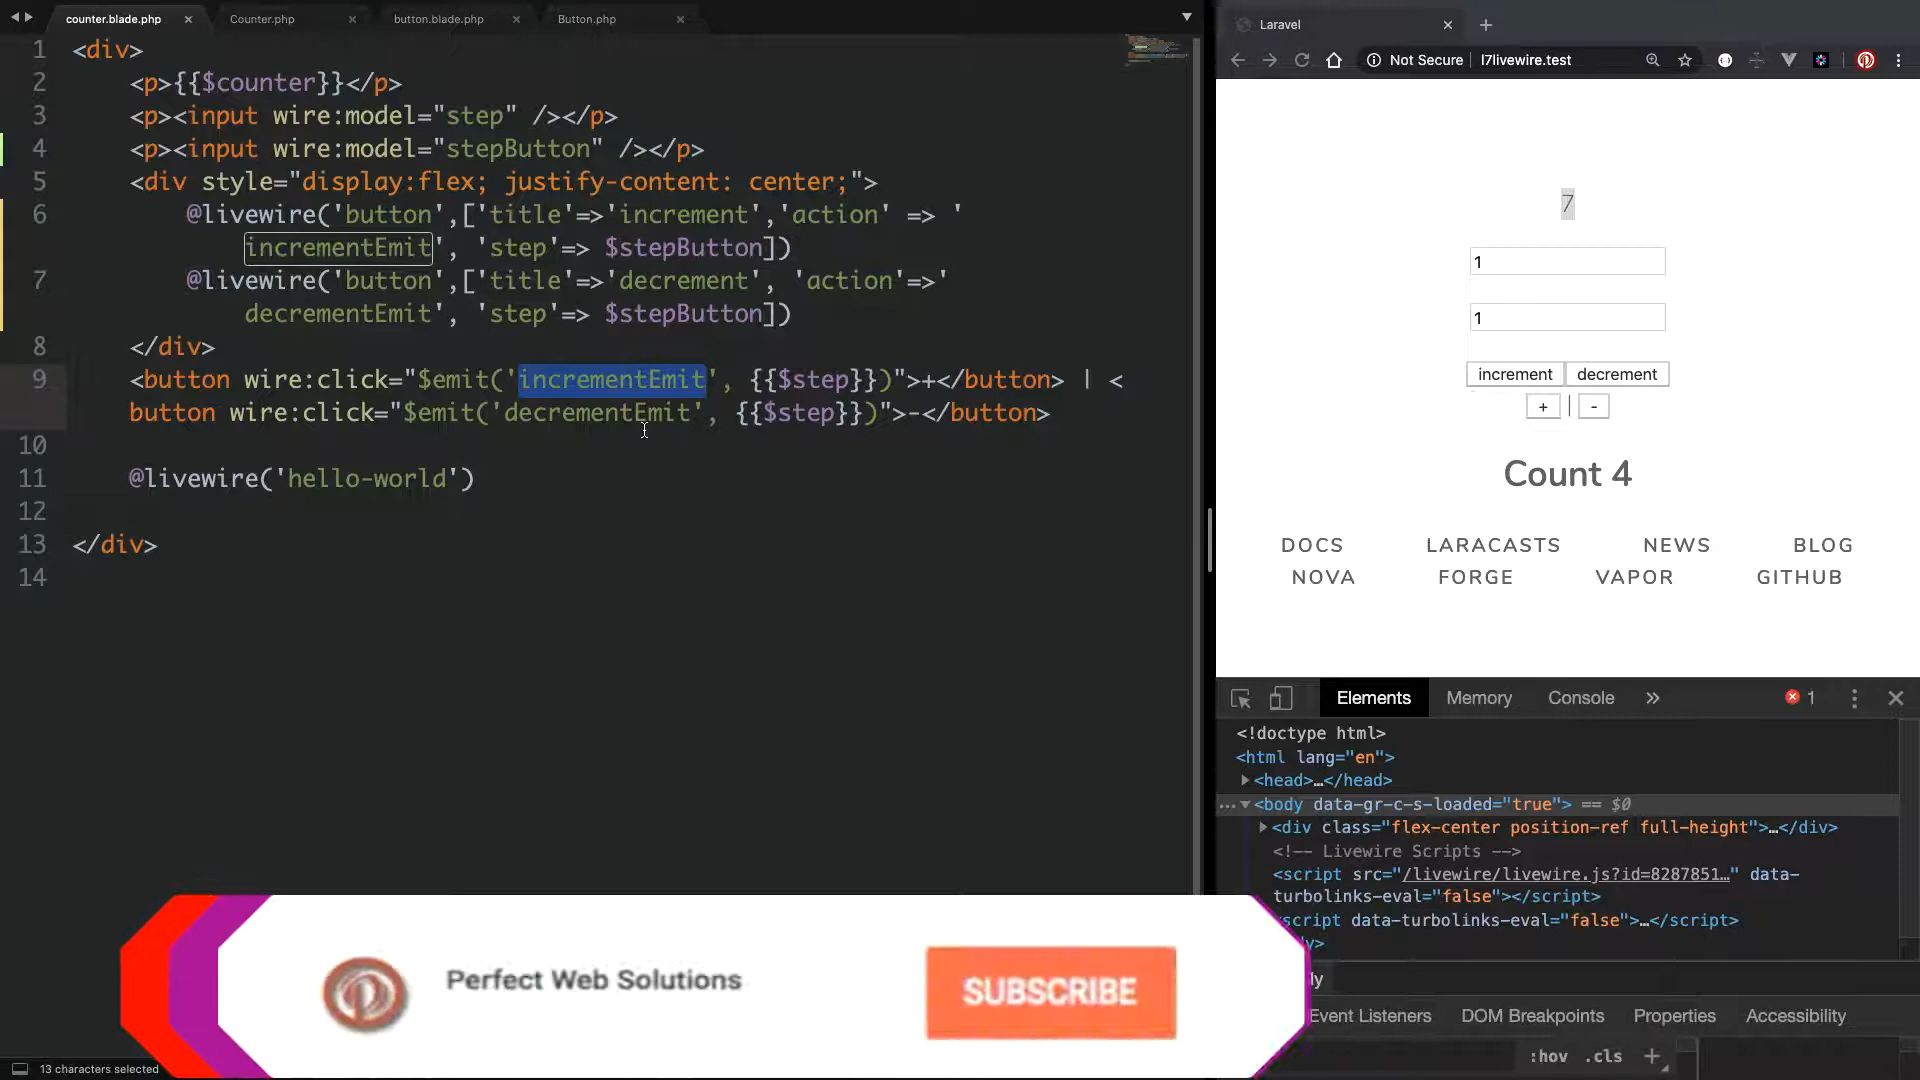 counter.blade.php
Counter.php
button.blade.php
Button.php
1 <div>
2 <p>{{$counter}}</p>
3 <p><input wire:model="step" /></p>
4 <p><input wire:model="stepButton" /></p>
5 <div style="display:flex; justify-content: center;">
6 @livewire('button',['title'=>'increment','action' => '
incrementEmit', 'step'=> $stepButton])
7 @livewire('button',['title'=>'decrement', 'action'=>'
decrementEmit', 'step'=> $stepButton])
8 </div>
9 <button wire:click="$emit('incrementEmit', {{$step}})">+</button> | <
button wire:click="$emit('decrementEmit', {{$step}})">-</button>
10
11 @livewire('hello-world')
12
13 </div>
14
13 characters selected
Laravel
Not Secure | l7livewire.test
7
1
1
increment decrement
+ | -
Count 4
DOCS LARACASTS NEWS BLOG
NOVA FORGE VAPOR GITHUB
Elements Memory Console » 1
<!doctype html>
<html lang="en">
<head>…</head>
<body data-gr-c-s-loaded="true"> == $0
<div class="flex-center position-ref full-height">…</div>
<!-- Livewire Scripts -->
<script src="/livewire/livewire.js?id=8287851…" data-
turbolinks-eval="false"></script>
script data-turbolinks-eval="false">…</script>
dy>
ly
Event Listeners DOM Breakpoints Properties Accessibility
:hov .cls +
Perfect Web Solutions
SUBSCRIBE